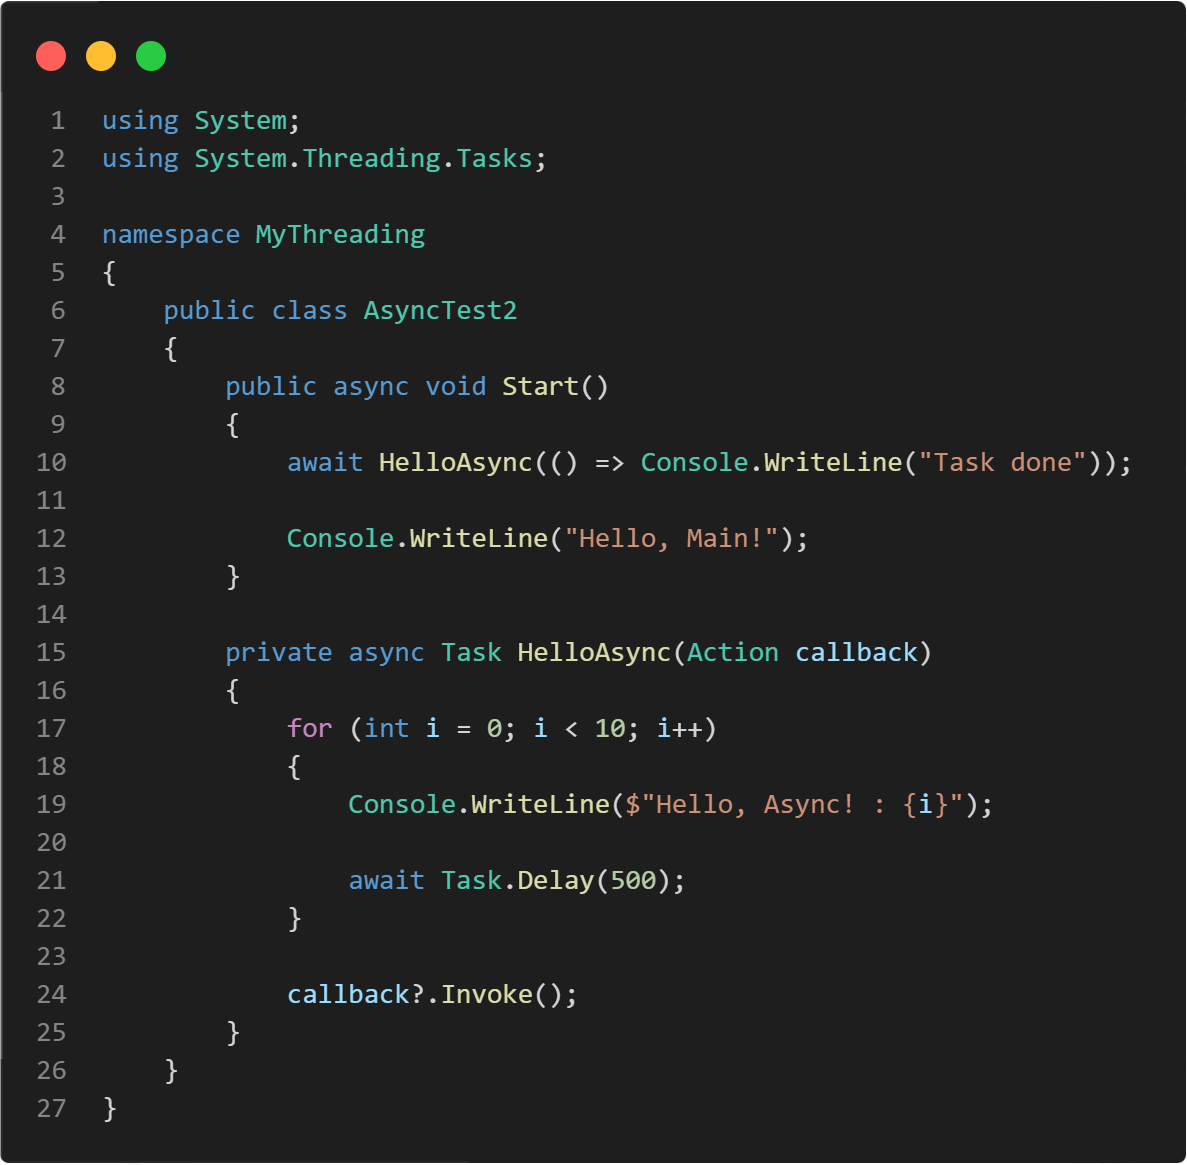 1 using System;
2 using System.Threading.Tasks;
3
4 namespace MyThreading
5 {
6     public class AsyncTest2
7     {
8         public async void Start()
9         {
10             await HelloAsync(() => Console.WriteLine("Task done"));
11
12             Console.WriteLine("Hello, Main!");
13         }
14
15         private async Task HelloAsync(Action callback)
16         {
17             for (int i = 0; i < 10; i++)
18             {
19                 Console.WriteLine($"Hello, Async! : {i}");
20
21                 await Task.Delay(500);
22             }
23
24             callback?.Invoke();
25         }
26     }
27 }